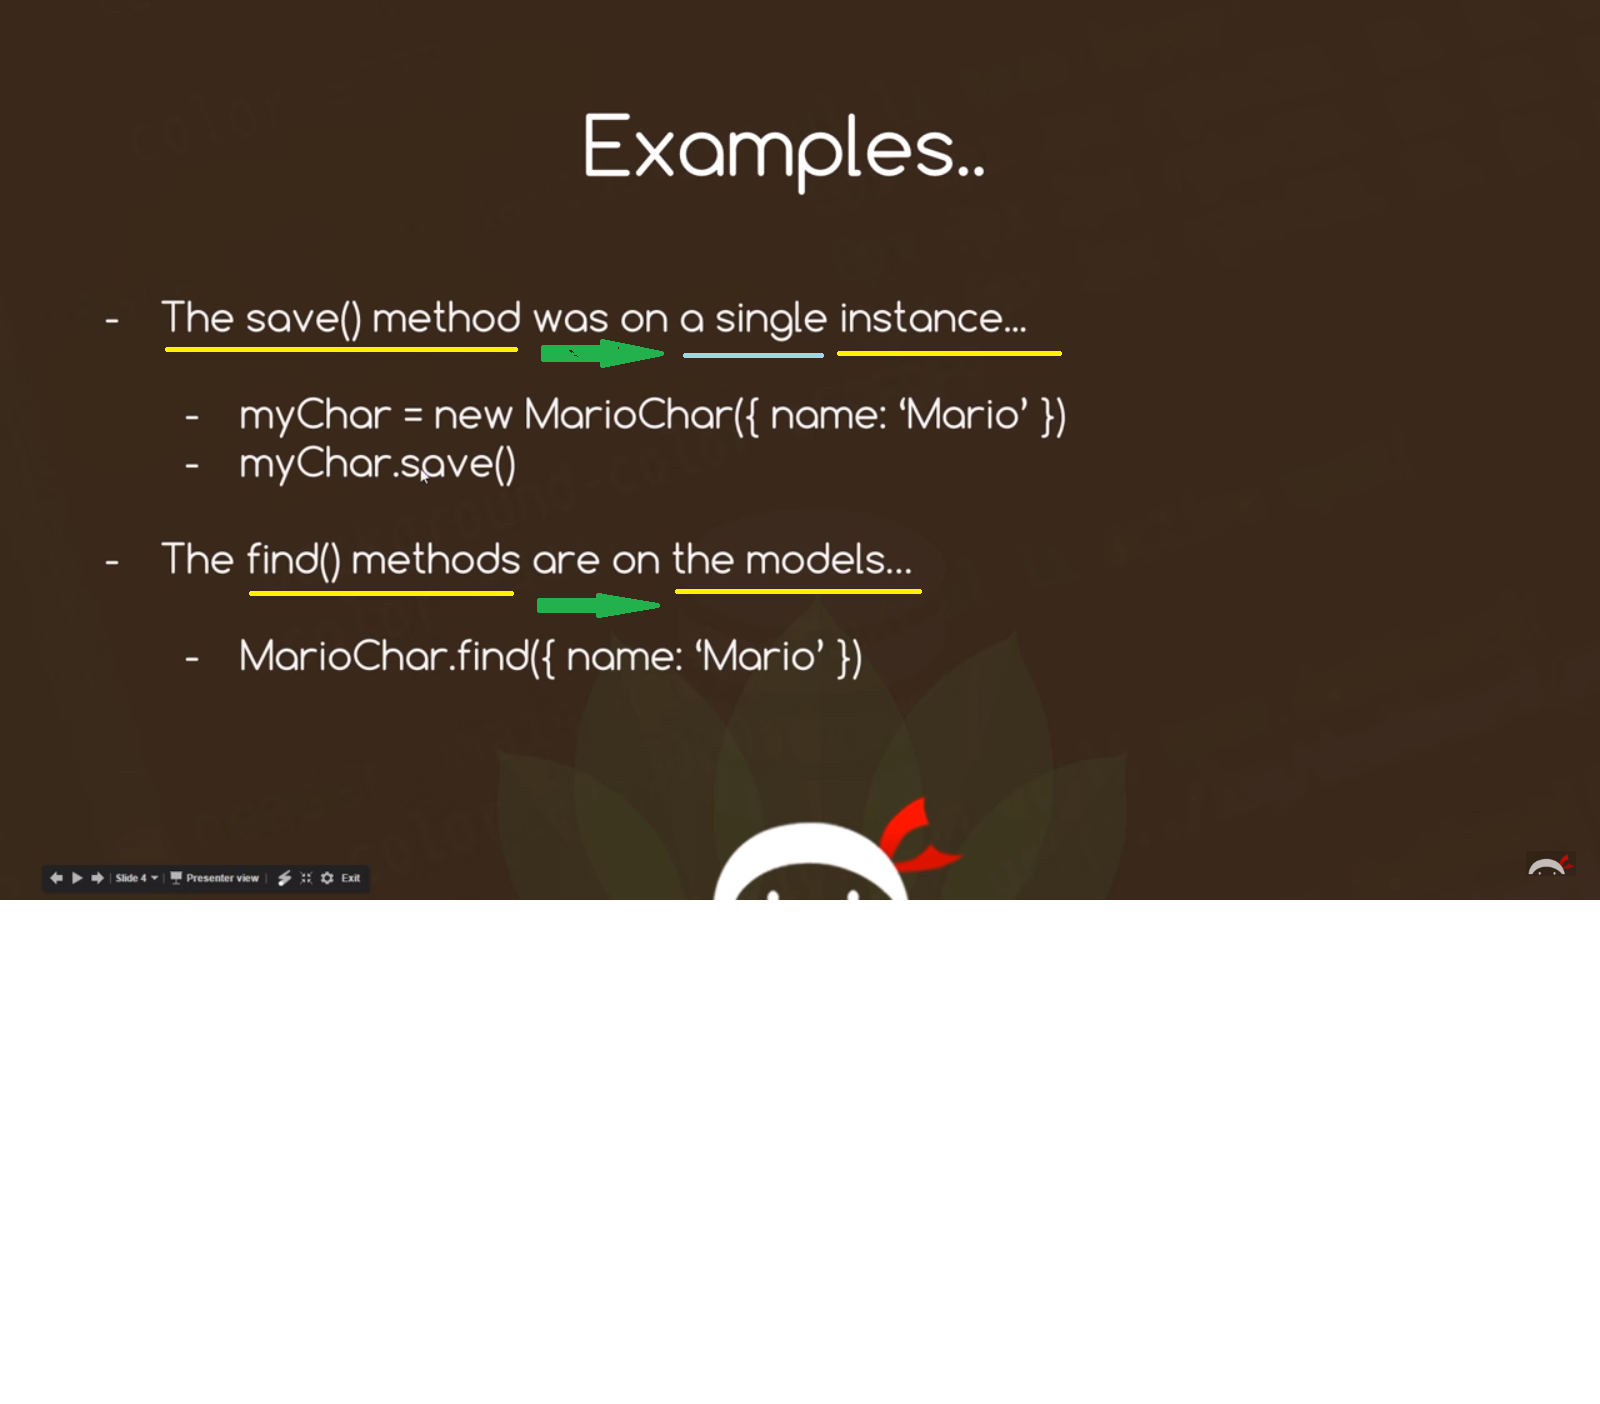 Examples..
- The save() method was on a single instance...
- myChar = new MarioChar({ name: ‘Mario’ })
- myChar.save()
- The find() methods are on the models...
- MarioChar.find({ name: ‘Mario’ })
Slide 4 Presenter view Exit